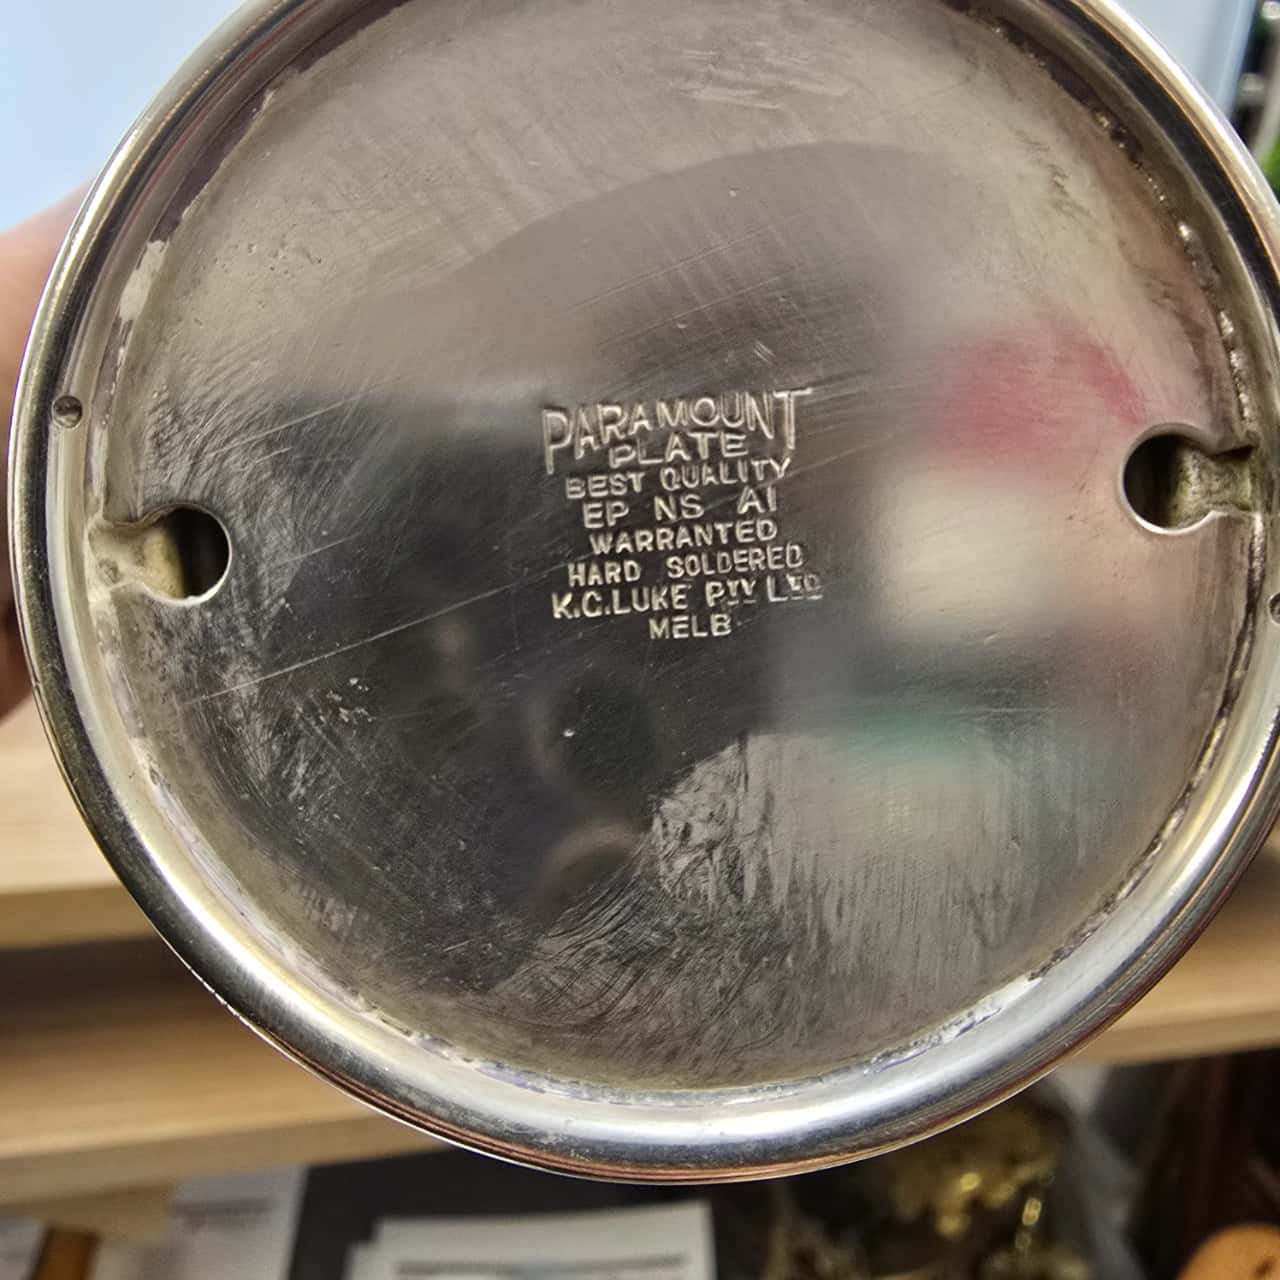 PARAMOUNT
PLATE
BEST QUALITY
EP NS A1
WARRANTED
HARD SOLDERED
K.G.LUKE PTY LTD
MELB